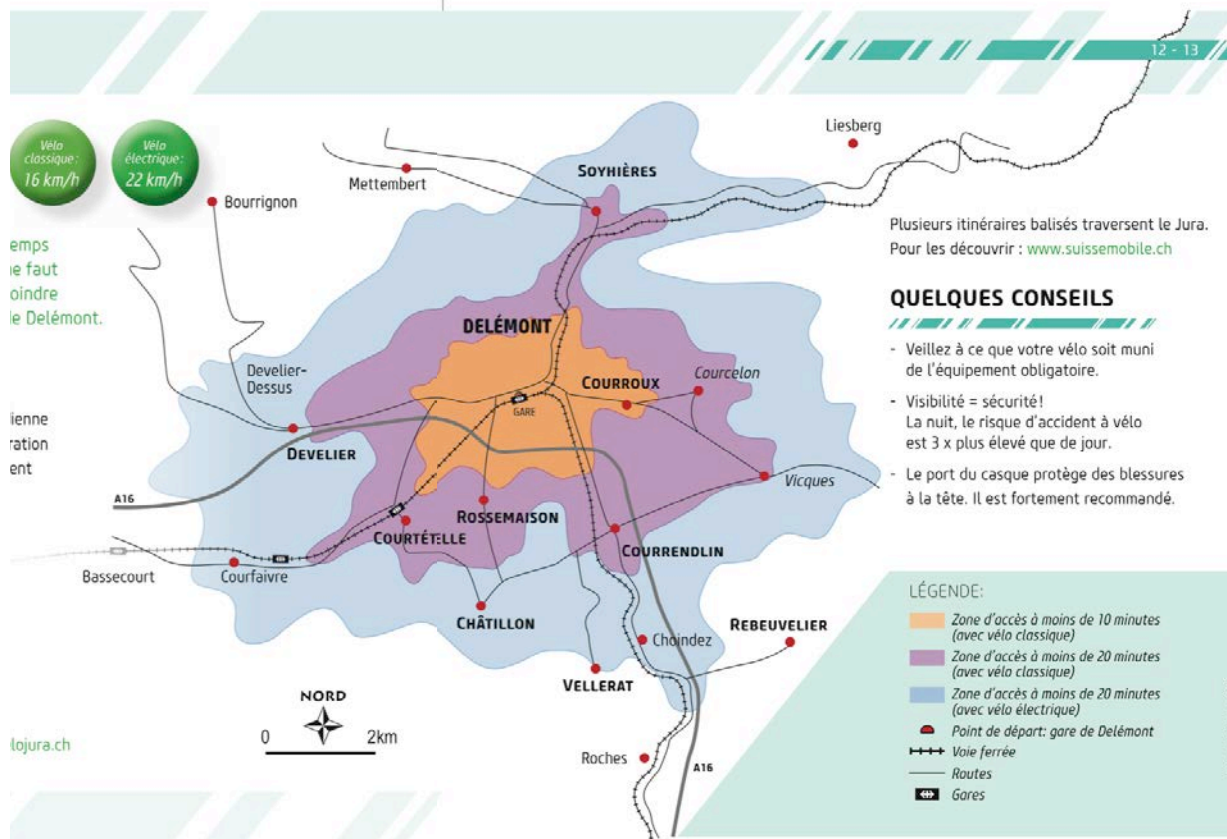 12 - 13
Vélo
classique:
16 km/h
Vélo
électrique:
22 km/h
emps
e faut
oindre
e Delémont.
ienne
ration
ent
lojura.ch
Liesberg
SOYHIÈRES
Mettembert
Bourrignon
DELÉMONT
Develier-
Dessus
COURROUX
Courcelon
GARE
DEVELIER
Vicques
A16
ROSSEMAISON
COURTÉTELLE
COURRENDLIN
Bassecourt
Courfaivre
CHÂTILLON
Choindez
REBEUVELIER
VELLERAT
NORD
0 2km
Roches
A16
Plusieurs itinéraires balisés traversent le Jura.
Pour les découvrir : www.suissemobile.ch
QUELQUES CONSEILS
- Veillez à ce que votre vélo soit muni
de l'équipement obligatoire.
- Visibilité = sécurité!
La nuit, le risque d'accident à vélo
est 3 x plus élevé que de jour.
- Le port du casque protège des blessures
à la tête. Il est fortement recommandé.
LÉGENDE:
Zone d'accès à moins de 10 minutes
(avec vélo classique)
Zone d'accès à moins de 20 minutes
(avec vélo classique)
Zone d'accès à moins de 20 minutes
(avec vélo électrique)
Point de départ: gare de Delémont
Voie ferrée
Routes
Gares